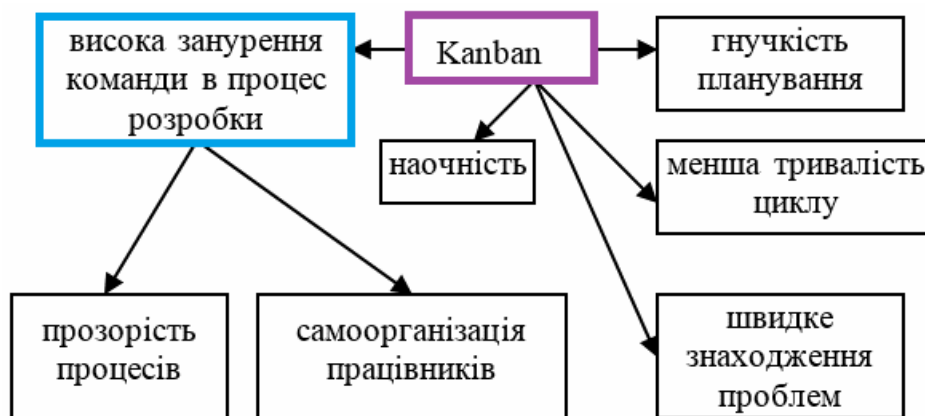 висока занурення
команди в процес
розробки
Kanban
гнучкість
планування
наочність
менша тривалість
циклу
прозорість
процесів
самоорганізація
працівників
швидке
знаходження
проблем